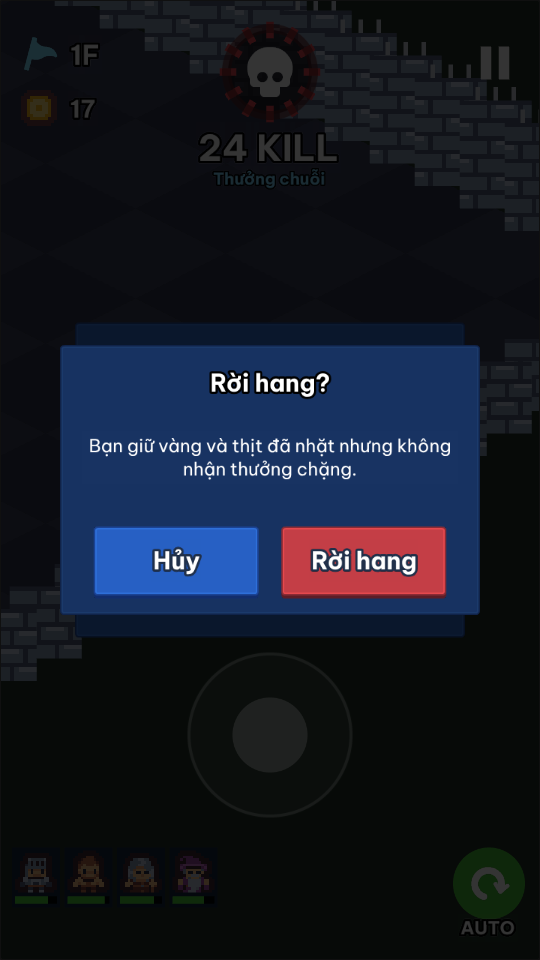 1F
17
24 KILL
Thưởng chuỗi
Rời hang?
Bạn giữ vàng và thịt đã nhặt nhưng không
nhận thưởng chặng.
Hủy
Rời hang
AUTO